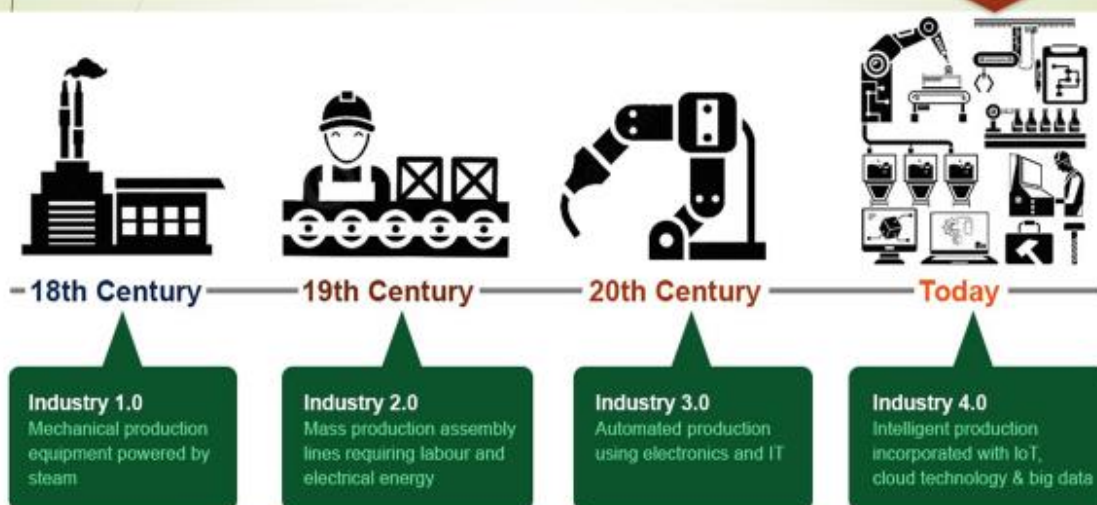 18th Century
19th Century
20th Century
Today
Industry 1.0
Mechanical production
equipment powered by
steam
Industry 2.0
Mass production assembly
lines requiring labour and
electrical energy
Industry 3.0
Automated production
using electronics and IT
Industry 4.0
Intelligent production
incorporated with IoT,
cloud technology & big data